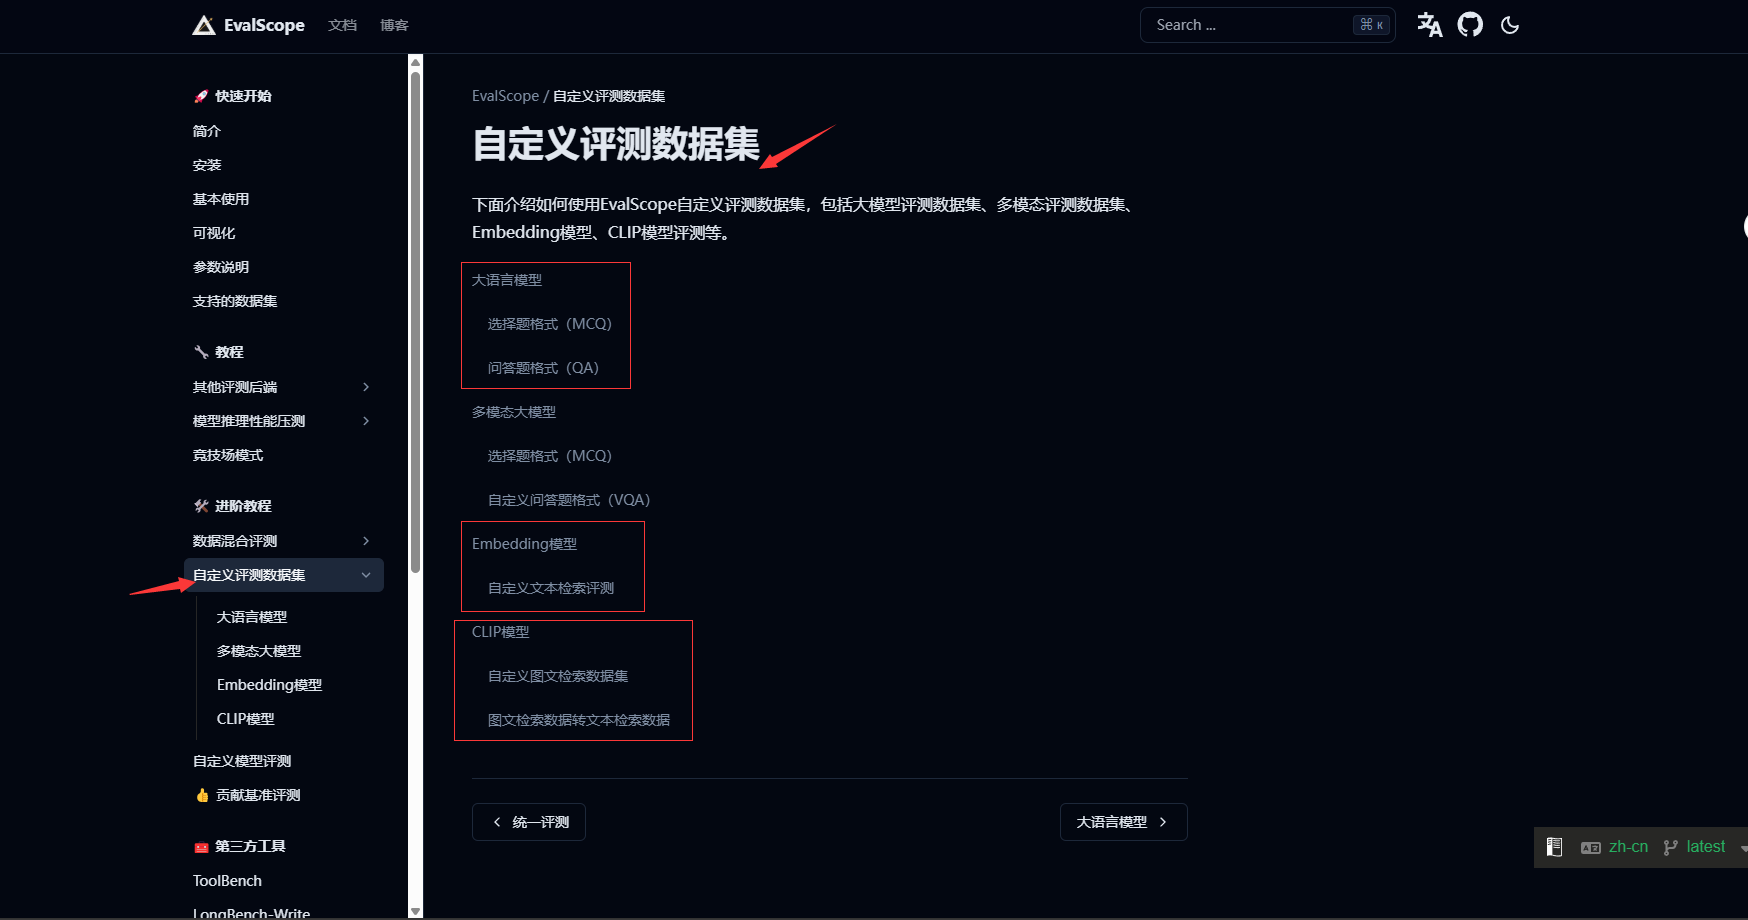 EvalScope 文档 博客 Search ... ⌘ K
🚀 快速开始
简介
安装
基本使用
可视化
参数说明
支持的数据集
🔧 教程
其他评测后端
模型推理性能压测
竞技场模式
🛠️ 进阶教程
数据混合评测
自定义评测数据集
大语言模型
多模态大模型
Embedding模型
CLIP模型
自定义模型评测
👍 贡献基准评测
🧰 第三方工具
ToolBench
LongBench-Write
EvalScope / 自定义评测数据集
自定义评测数据集
下面介绍如何使用EvalScope自定义评测数据集，包括大模型评测数据集、多模态评测数据集、
Embedding模型、CLIP模型评测等。
大语言模型
选择题格式（MCQ）
问答题格式（QA）
多模态大模型
选择题格式（MCQ）
自定义问答题格式（VQA）
Embedding模型
自定义文本检索评测
CLIP模型
自定义图文检索数据集
图文检索数据转文本检索数据
统一评测
大语言模型
zh-cn latest